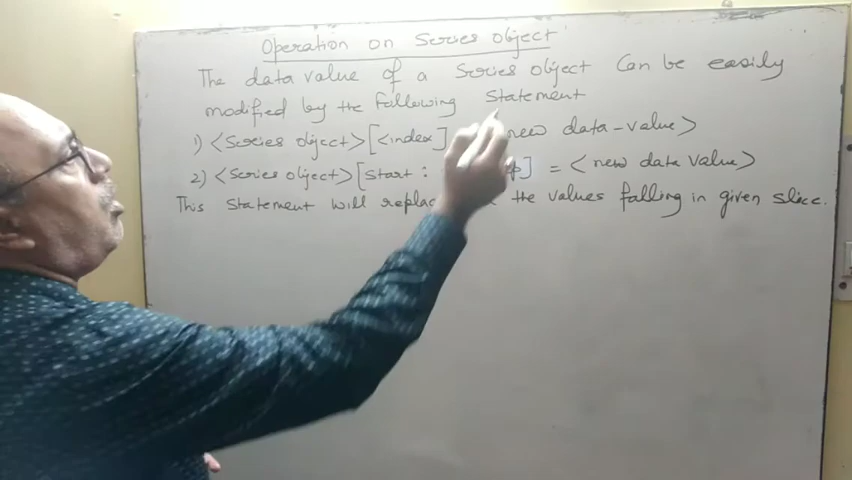 Operation on Series object
The data value of a Series object Can be easily
modified by the following Statement
1) <Series object>[<index] new data-value>
2) <Series object>[Start : ] = <new data value>
This Statement will the values falling in given slice.